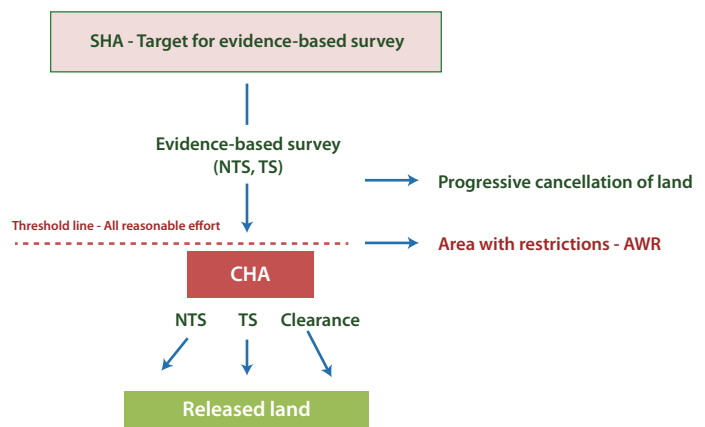 SHA - Target for evidence-based survey
Evidence-based survey
(NTS, TS)
Progressive cancellation of land
Threshold line - All reasonable effort
Area with restrictions - AWR
CHA
NTS TS Clearance
Released land